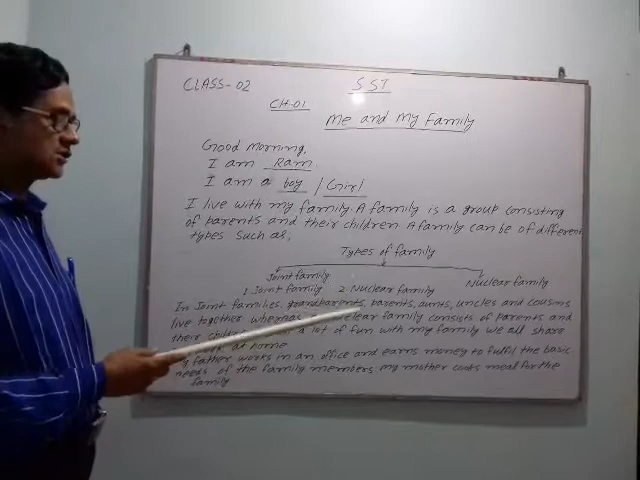 CLASS-02 SST
CH-01 Me and My Family
Good morning,
I am Ram
I am a boy / Girl
I live with my family. A family is a group consisting
of parents and their children. A family can be of different
types such as,
Types of family
Joint family Nuclear family
1. Joint family 2. Nuclear family
In Joint families, grandparents, parents, aunts, uncles and cousins
live together whereas nuclear family consists of parents and
their a lot of fun with my family we all share
at home
My father works in an office and earns money to fulfil the basic
needs of the family members my mother cooks meal for the
family